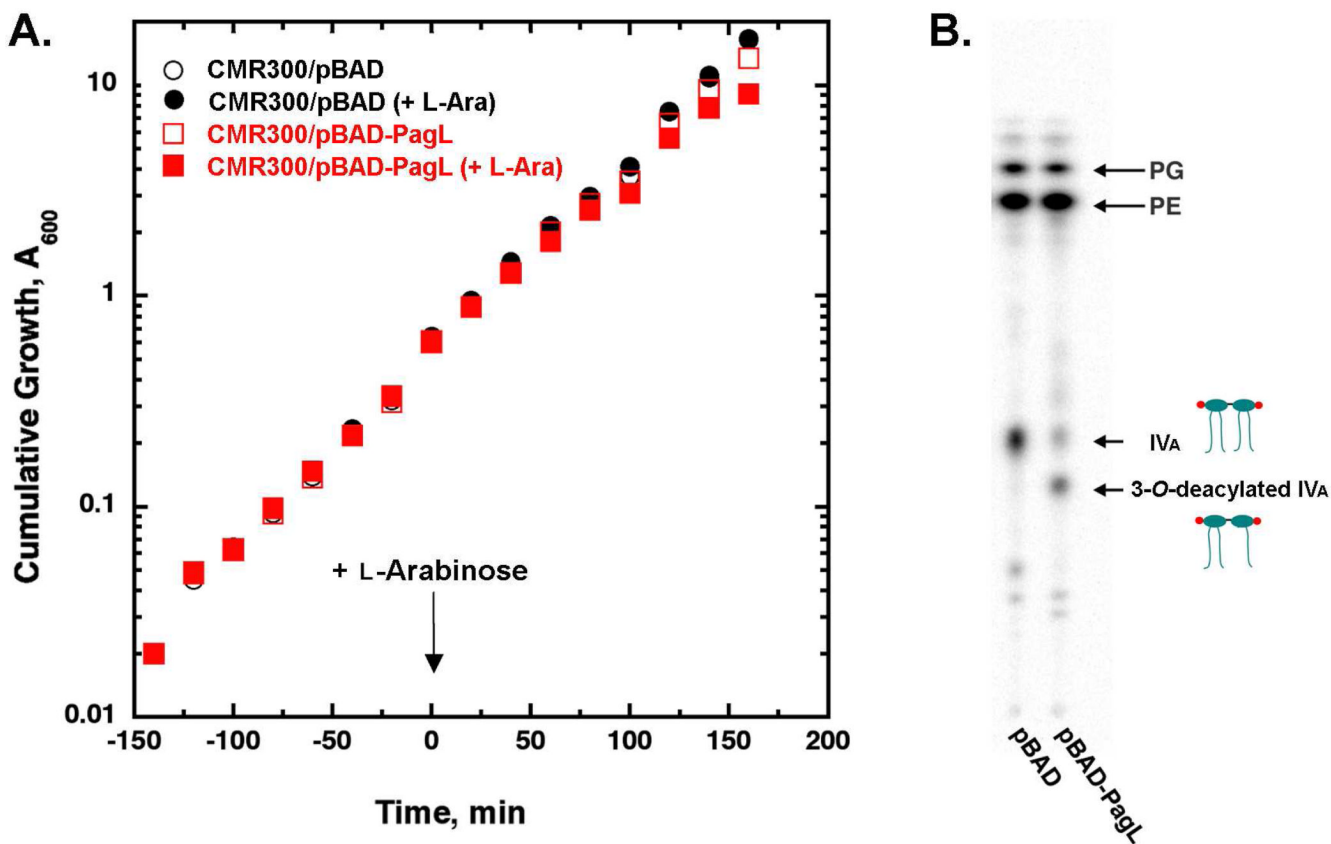 A.
B.
CMR300/pBAD
CMR300/pBAD (+ L-Ara)
CMR300/pBAD-PagL
CMR300/pBAD-PagL (+ L-Ara)
Cumulative Growth, A600
10
1
0.1
0.01
+ L-Arabinose
-150 -100 -50 0 50 100 150 200
Time, min
PG
PE
IVA
3-O-deacylated IVA
pBAD
pBAD-PagL